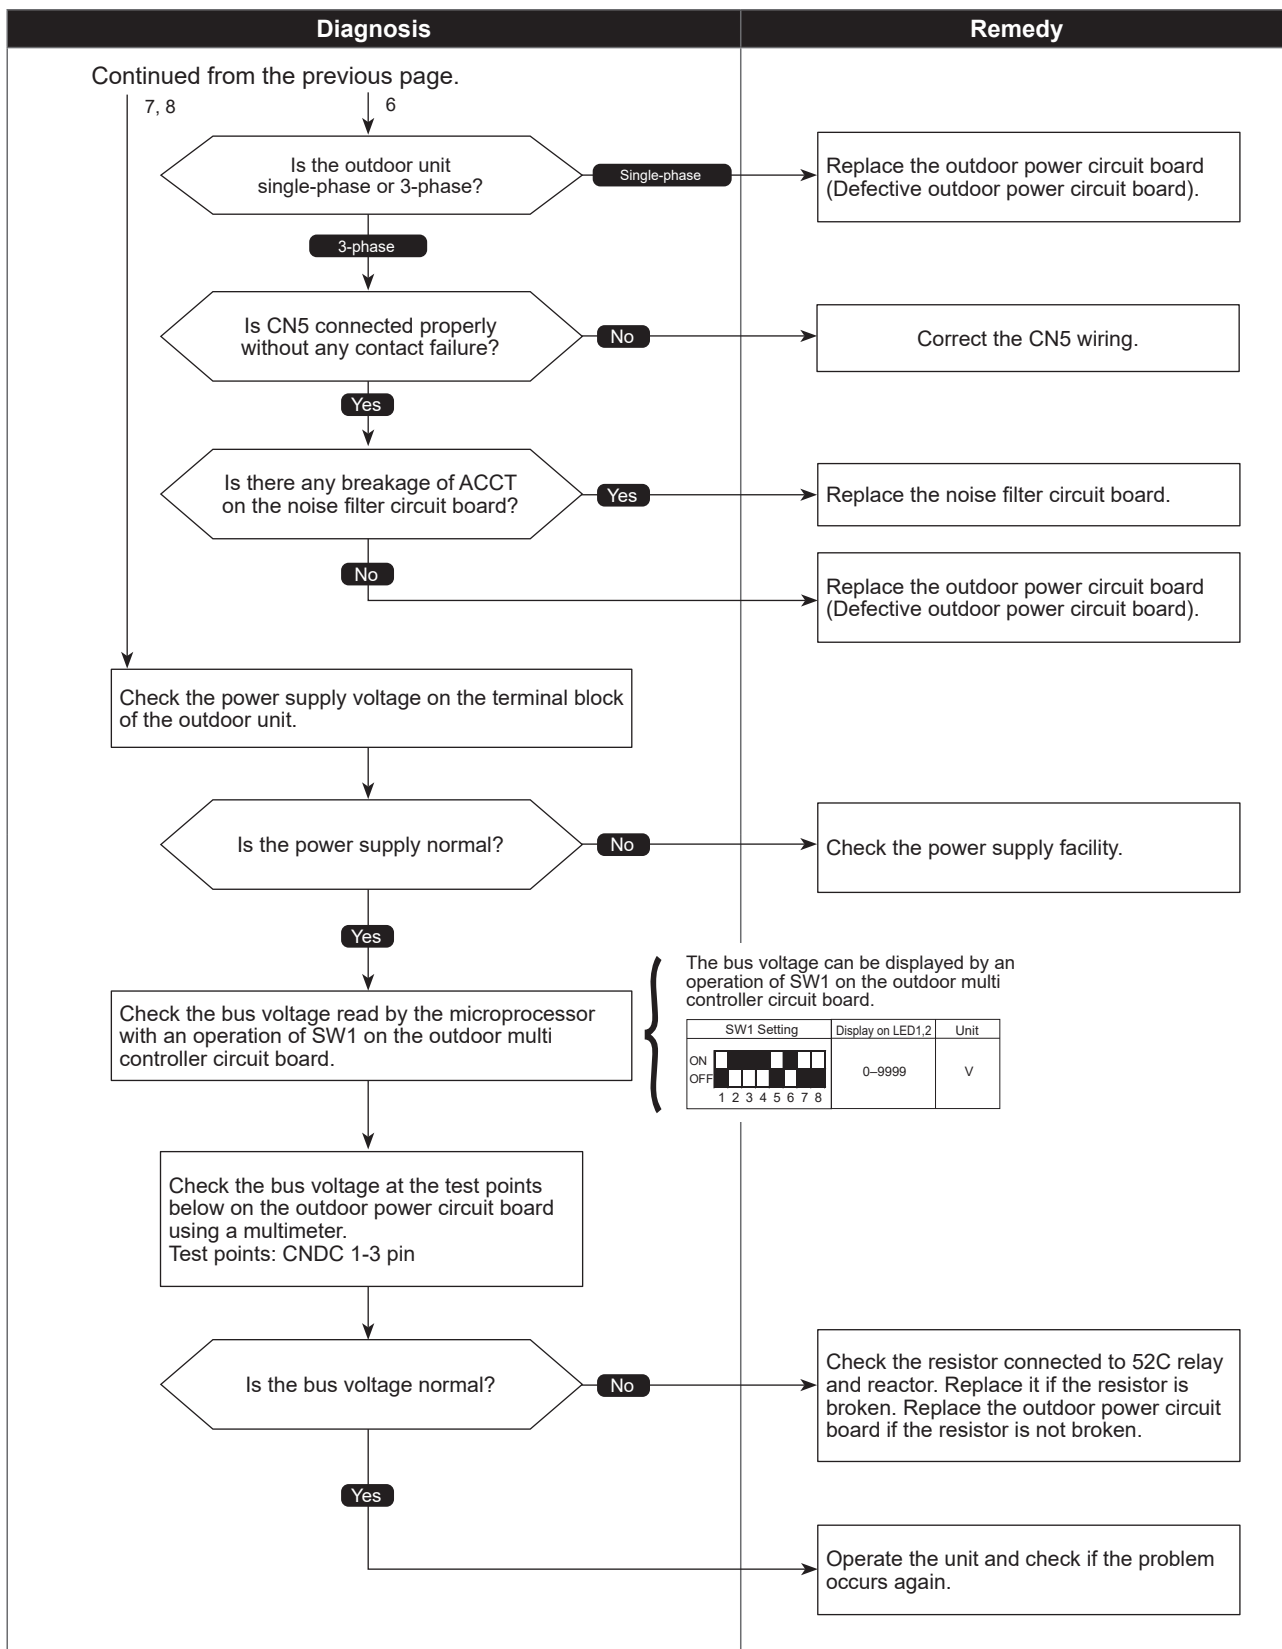 Diagnosis
Remedy
Continued from the previous page.
7, 8
6
Is the outdoor unit
single-phase or 3-phase?
Single-phase
Replace the outdoor power circuit board
(Defective outdoor power circuit board).
3-phase
Is CN5 connected properly
without any contact failure?
No
Correct the CN5 wiring.
Yes
Is there any breakage of ACCT
on the noise filter circuit board?
Yes
Replace the noise filter circuit board.
No
Replace the outdoor power circuit board
(Defective outdoor power circuit board).
Check the power supply voltage on the terminal block
of the outdoor unit.
Is the power supply normal?
No
Check the power supply facility.
Yes
Check the bus voltage read by the microprocessor
with an operation of SW1 on the outdoor multi
controller circuit board.
The bus voltage can be displayed by an
operation of SW1 on the outdoor multi
controller circuit board.
SW1 Setting
Display on LED1,2
Unit
ON
OFF
1 2 3 4 5 6 7 8
0–9999
V
Check the bus voltage at the test points
below on the outdoor power circuit board
using a multimeter.
Test points: CNDC 1-3 pin
Is the bus voltage normal?
No
Check the resistor connected to 52C relay
and reactor. Replace it if the resistor is
broken. Replace the outdoor power circuit
board if the resistor is not broken.
Yes
Operate the unit and check if the problem
occurs again.